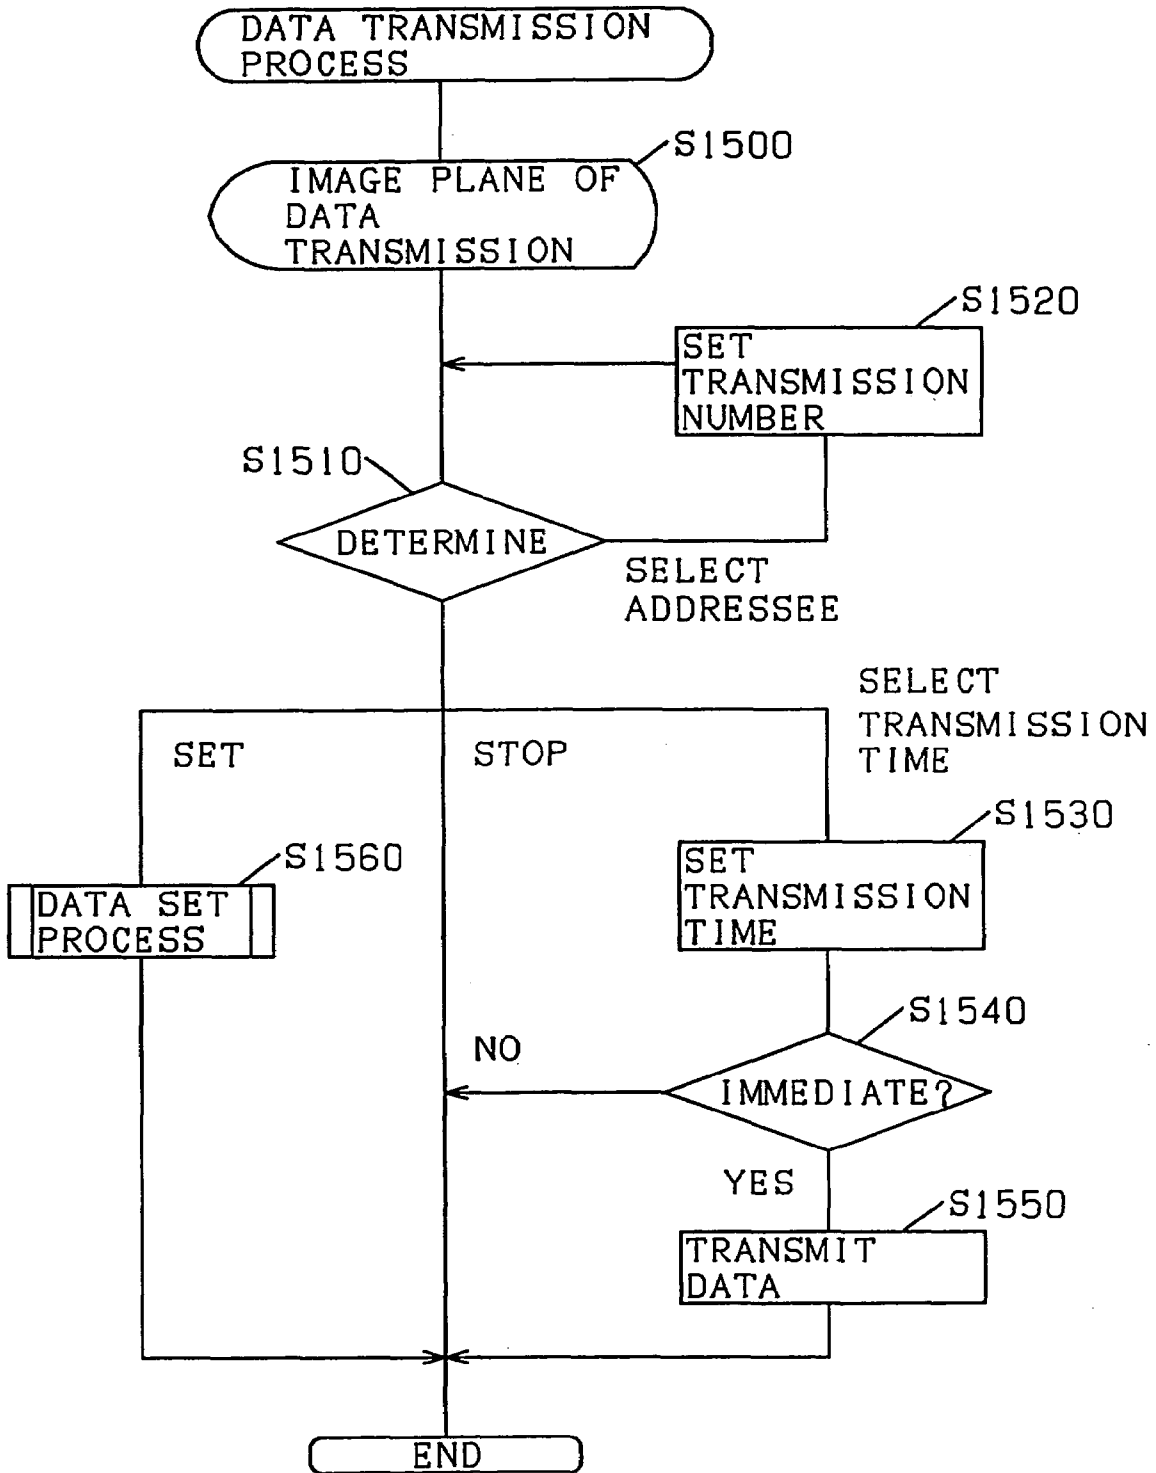 DATA TRANSMISSION
PROCESS
S1500
IMAGE PLANE OF
DATA
TRANSMISSION
S1520
SET
TRANSMISSION
NUMBER
S1510
DETERMINE
SELECT
ADDRESSEE
SELECT
TRANSMISSION
TIME
SET
STOP
S1530
SET
TRANSMISSION
TIME
S1560
DATA SET
PROCESS
S1540
NO
IMMEDIATE?
YES
S1550
TRANSMIT
DATA
END